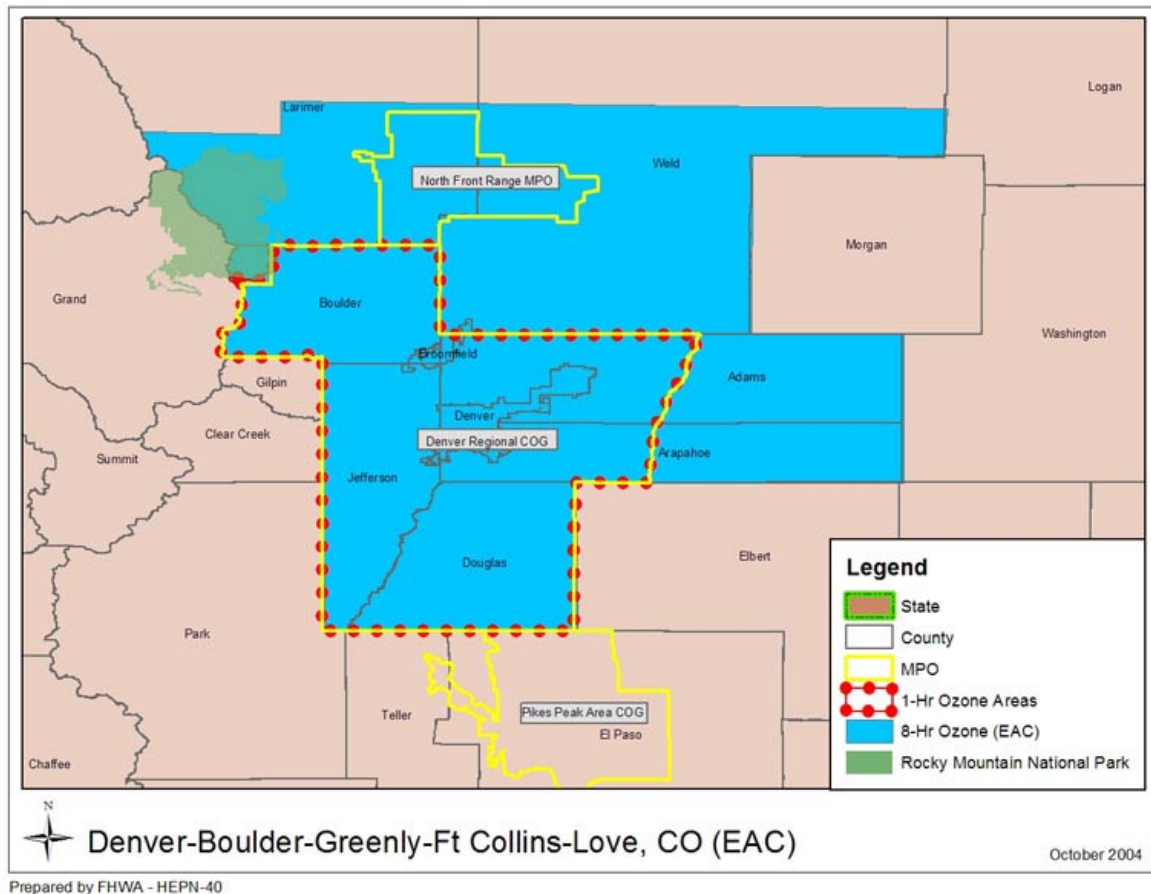 Logan
Larimer
Weld
North Front Range MPO
Morgan
Grand
Boulder
Washington
Broomfield
Gilpin
Adams
Denver
Clear Creek
Denver Regional COG
Summit
Arapahoe
Jefferson
Elbert
Douglas
Park
Teller
Pikes Peak Area COG
El Paso
Chaffee
Legend
State
County
MPO
1-Hr Ozone Areas
8-Hr Ozone (EAC)
Rocky Mountain National Park
N
Denver-Boulder-Greenly-Ft Collins-Love, CO (EAC)
October 2004
Prepared by FHWA - HEPN-40